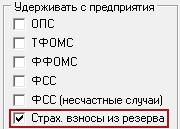 Удерживать с предприятия
ОПС
ТФОМС
ФФОМС
ФСС
ФСС (несчастные случаи)
Страх. взносы из резерва